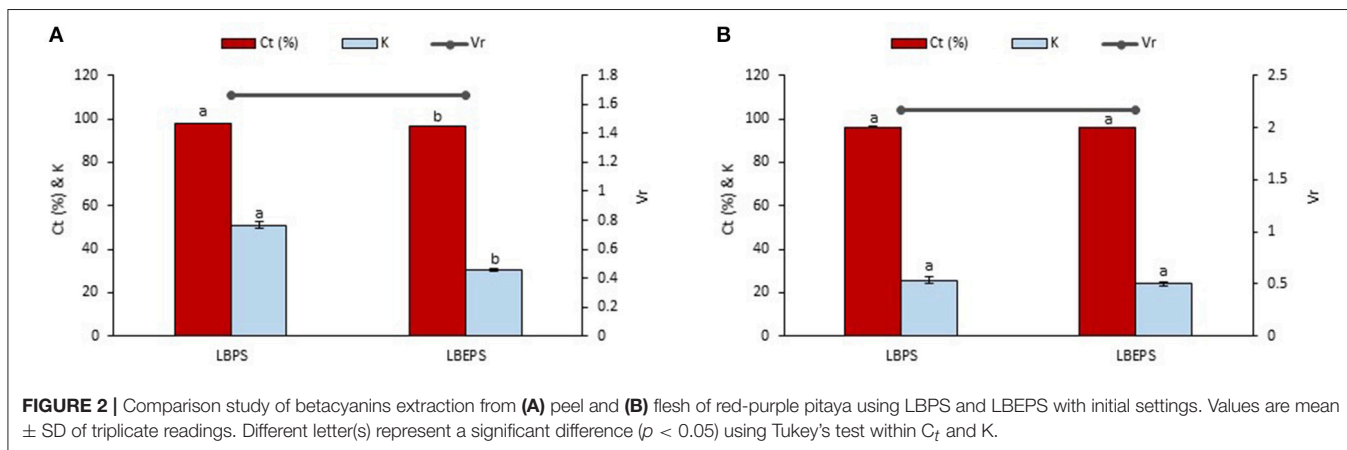 A
Ct (%) K Vr
120
100
80
60
40
20
0
Ct (%) & K
a
a
b
b
1.8
1.6
1.4
1.2
1
0.8
0.6
0.4
0.2
0
Vr
LBPS LBEPS
B
Ct (%) K Vr
120
100
80
60
40
20
0
Ct (%) & K
a
a
a
a
2.5
2
1.5
1
0.5
0
Vr
LBPS LBEPS
FIGURE 2 | Comparison study of betacyanins extraction from (A) peel and (B) flesh of red-purple pitaya using LBPS and LBEPS with initial settings. Values are mean
± SD of triplicate readings. Different letter(s) represent a significant difference (p < 0.05) using Tukey's test within Ct and K.